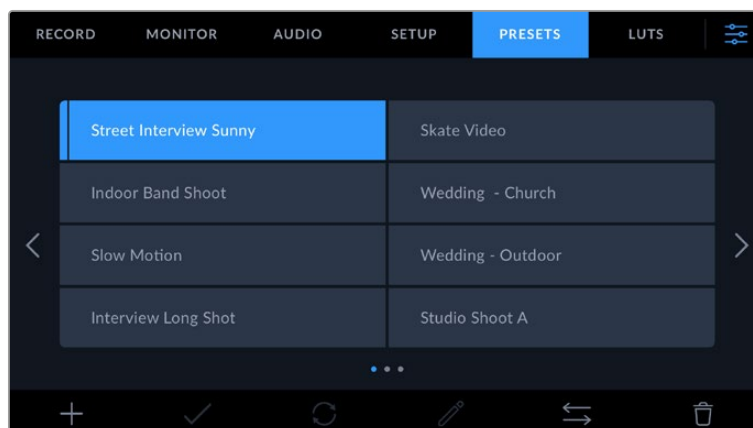 RECORD MONITOR AUDIO SETUP PRESETS LUTS
Street Interview Sunny Skate Video
Indoor Band Shoot Wedding - Church
Slow Motion Wedding - Outdoor
Interview Long Shot Studio Shoot A